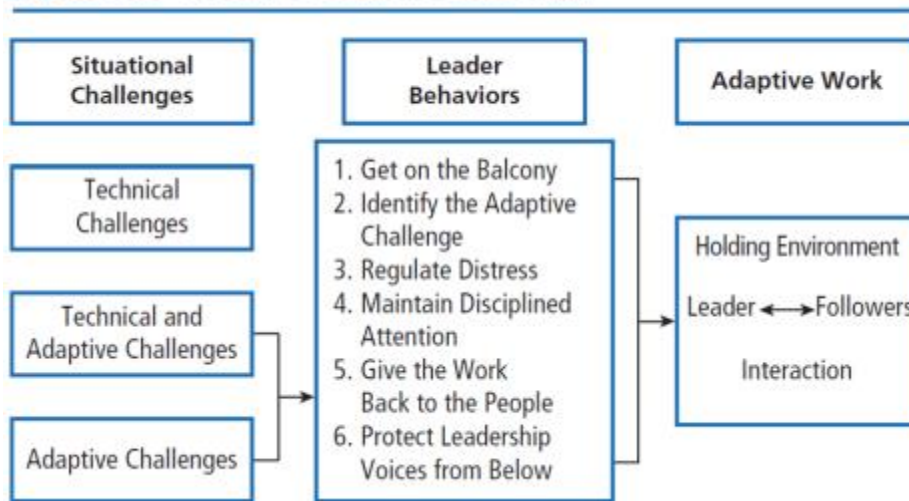 Situational
Challenges
Leader
Behaviors
Adaptive Work
Technical
Challenges
Technical and
Adaptive Challenges
Adaptive Challenges
1. Get on the Balcony
2. Identify the Adaptive
Challenge
3. Regulate Distress
4. Maintain Disciplined
Attention
5. Give the Work
Back to the People
6. Protect Leadership
Voices from Below
Holding Environment
Leader Followers
Interaction